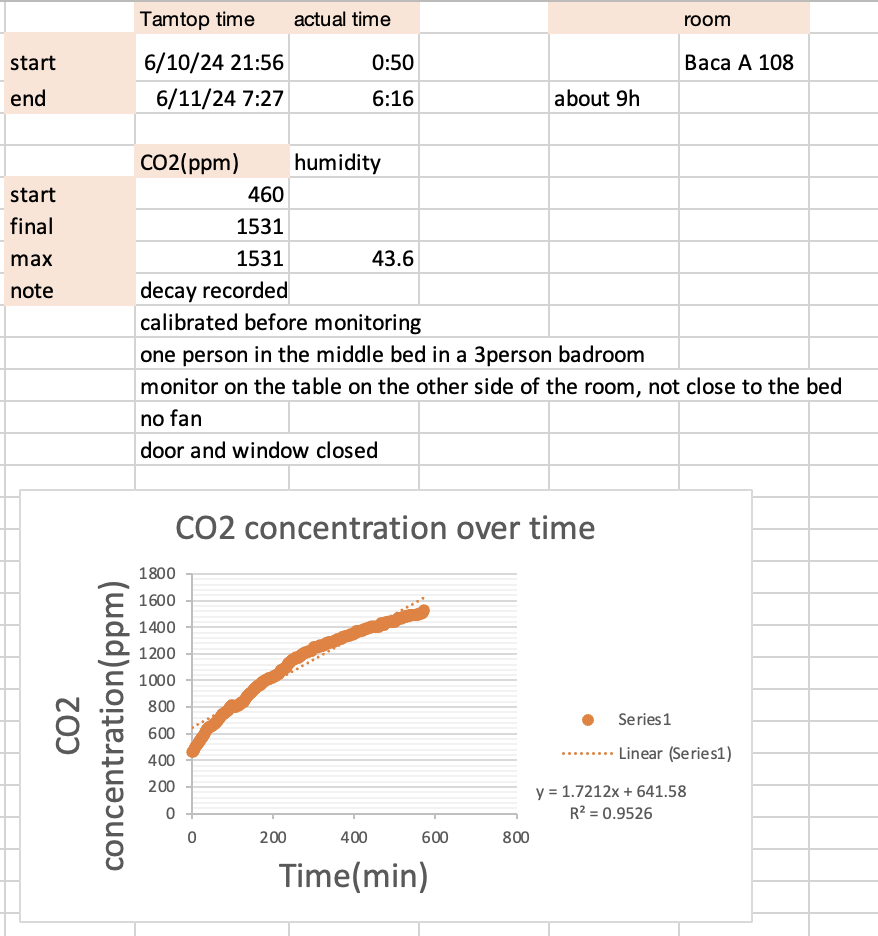 Tamtop time actual time room
start 6/10/24 21:56 0:50 Baca A 108
end 6/11/24 7:27 6:16 about 9h
CO2(ppm) humidity
start 460
final 1531
max 1531 43.6
note decay recorded
calibrated before monitoring
one person in the middle bed in a 3person badroom
monitor on the table on the other side of the room, not close to the bed
no fan
door and window closed
CO2 concentration over time
CO2
concentration(ppm)
1800
1600
1400
1200
1000
800
600
400
200
0
0 200 400 600 800
Time(min)
Series1
Linear (Series1)
y = 1.7212x + 641.58
R² = 0.9526